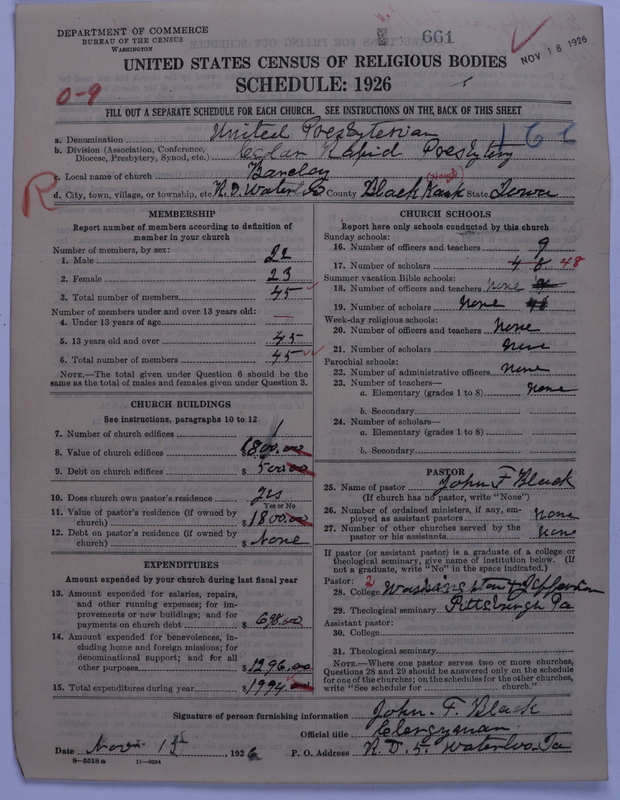 DEPARTMENT OF COMMERCE
BUREAU OF THE CENSUS
WASHINGTON
661
NOV 18 1926
UNITED STATES CENSUS OF RELIGIOUS BODIES
SCHEDULE: 1926
0-9
FILL OUT A SEPARATE SCHEDULE FOR EACH CHURCH. SEE INSTRUCTIONS ON THE BACK OF THIS SHEET
a. Denomination United Presbyterian
b. Division (Association, Conference, Diocese, Presbytery, Synod, etc.) Cedar Rapid Presbytery
c. Local name of church Barclay
R d. City, town, village, or township, etc. R.D. Waterloo County Black Hawk State Iowa
MEMBERSHIP
Report number of members according to definition of
member in your church
Number of members, by sex:
1. Male 22
2. Female 23
3. Total number of members 45
Number of members under and over 13 years old:
4. Under 13 years of age —
5. 13 years old and over 45
6. Total number of members 45
NOTE.—The total given under Question 6 should be the
same as the total of males and females given under Question 3.
CHURCH BUILDINGS
See instructions, paragraphs 10 to 12
7. Number of church edifices 1
8. Value of church edifices $ 1800.00
9. Debt on church edifices $ 500.00
10. Does church own pastor's residence yes
Yes or No
11. Value of pastor's residence (if owned by
church) $ 1800.00
12. Debt on pastor's residence (if owned by
church) $ None
EXPENDITURES
Amount expended by your church during last fiscal year
13. Amount expended for salaries, repairs,
and other running expenses; for im-
provements or new buildings; and for
payments on church debt $ 698.00
14. Amount expended for benevolences, in-
cluding home and foreign missions; for
denominational support; and for all
other purposes $ 1296.00
15. Total expenditures during year $ 1994.00
CHURCH SCHOOLS
Report here only schools conducted by this church
Sunday schools:
16. Number of officers and teachers 9
17. Number of scholars 48 48
Summer vacation Bible schools:
18. Number of officers and teachers none
19. Number of scholars None
Week-day religious schools:
20. Number of officers and teachers None
21. Number of scholars None
Parochial schools:
22. Number of administrative officers None
23. Number of teachers—
a. Elementary (grades 1 to 8) None
b. Secondary
24. Number of scholars—
a. Elementary (grades 1 to 8)
b. Secondary
PASTOR
25. Name of pastor John F Black
(If church has no pastor, write "None")
26. Number of ordained ministers, if any, em-
ployed as assistant pastors None
27. Number of other churches served by the
pastor or his assistants None
If pastor (or assistant pastor) is a graduate of a college or
theological seminary, give name of institution below. (If
not a graduate, write "No" in the space indicated.)
Pastor: 2
28. College Washington & Jefferson
29. Theological seminary Pittsburgh Pa
Assistant pastor:
30. College
31. Theological seminary
NOTE.—Where one pastor serves two or more churches,
Questions 28 and 29 should be answered only on the schedule
for one of the churches; on the schedules for the other churches,
write "See schedule for church."
Signature of person furnishing information John. F. Black
Official title Clergyman
Date Nov. 1926 P. O. Address R. D. 5. Waterloo Ia
8-5518 a 11-9024